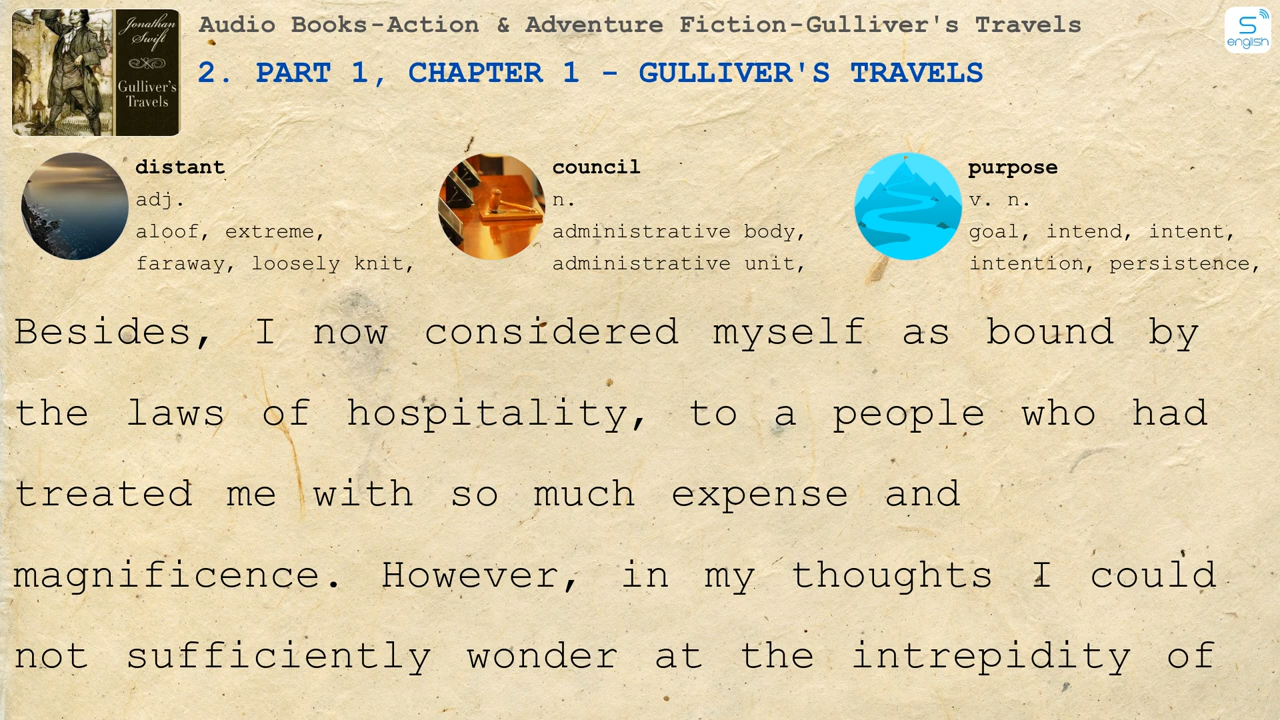 Jonathan
Swift
Gulliver's
Travels
Audio Books-Action & Adventure Fiction-Gulliver's Travels
2. PART 1, CHAPTER 1 - GULLIVER'S TRAVELS
S
english
distant
adj.
aloof, extreme,
faraway, loosely knit,
council
n.
administrative body,
administrative unit,
purpose
v. n.
goal, intend, intent,
intention, persistence,
Besides, I now considered myself as bound by
the laws of hospitality, to a people who had
treated me with so much expense and
magnificence. However, in my thoughts I could
not sufficiently wonder at the intrepidity of